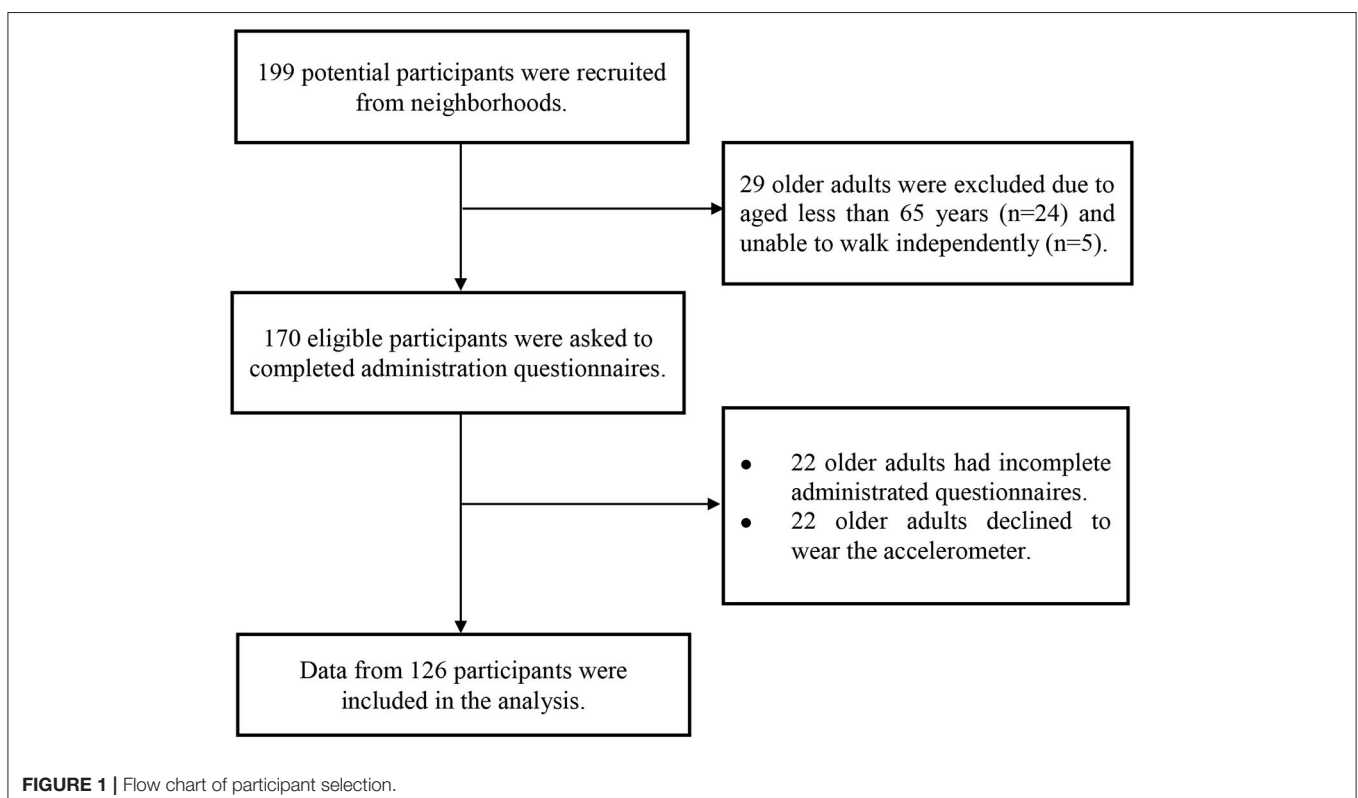 199 potential participants were recruited
from neighborhoods.
29 older adults were excluded due to
aged less than 65 years (n=24) and
unable to walk independently (n=5).
170 eligible participants were asked to
completed administration questionnaires.
● 22 older adults had incomplete
administrated questionnaires.
● 22 older adults declined to
wear the accelerometer.
Data from 126 participants were
included in the analysis.
FIGURE 1 | Flow chart of participant selection.